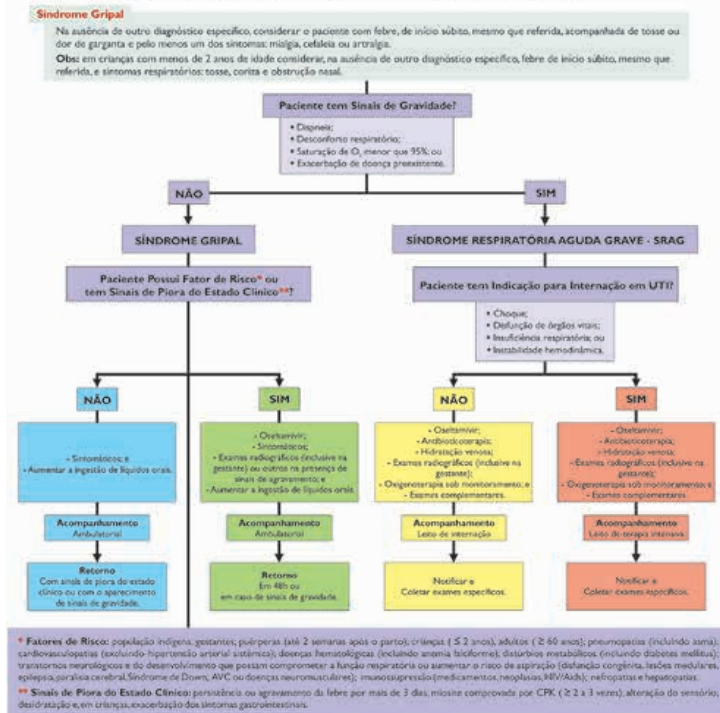 Síndrome Gripal
Na ausência de outro diagnóstico específico, considerar o paciente com febre, de início súbito, mesmo que referida, acompanhada de tosse ou
dor de garganta e pelo menos um dos sintomas: mialgia, cefaleia ou artralgia.
Obs: em crianças com menos de 2 anos de idade considerar, na ausência de outro diagnóstico específico, febre de início súbito, mesmo que
referida, e sintomas respiratórios: tosse, coriza e obstrução nasal.
Paciente tem Sinais de Gravidade?
• Dispneia;
• Desconforto respiratório;
• Saturação de O₂ menor que 95%; ou
• Exacerbação de doença preexistente.
NÃO
SIM
SÍNDROME GRIPAL
SÍNDROME RESPIRATÓRIA AGUDA GRAVE - SRAG
Paciente Possui Fator de Risco* ou
tem Sinais de Piora do Estado Clínico**?
Paciente tem Indicação para Internação em UTI?
• Choque;
• Disfunção de órgãos vitais;
• Insuficiência respiratória; ou
• Instabilidade hemodinâmica.
NÃO
SIM
NÃO
SIM
- Sintomáticos; e
- Aumentar a ingestão de líquidos orais.
- Oseltamivir;
- Sintomáticos;
- Exames radiográficos (inclusive na
gestante) ou outros na presença de
sinais de agravamento; e
- Aumentar a ingestão de líquidos orais.
- Oseltamivir;
- Antibioticoterapia;
- Hidratação venosa;
- Exames radiográficos (inclusive na
gestante);
- Oxigenoterapia sob monitoramento; e
- Exames complementares.
- Oseltamivir;
- Antibioticoterapia;
- Hidratação venosa;
- Exames radiográficos (inclusive na
gestante);
- Oxigenoterapia sob monitoramento; e
- Exames complementares.
Acompanhamento
Ambulatorial
Acompanhamento
Ambulatorial
Acompanhamento
Leito de internação
Acompanhamento
Leito de terapia intensiva
Retorno
Com sinais de piora do estado
clínico ou com o aparecimento
de sinais de gravidade.
Retorno
Em 48h ou
em caso de sinais de gravidade.
Notificar e
Coletar exames específicos.
Notificar e
Coletar exames específicos.
* Fatores de Risco: população indígena, gestantes, puérperas (até 2 semanas após o parto), crianças ( ≤ 2 anos), adultos ( ≥ 60 anos); pneumopatias (incluindo asma);
cardiovasculopatias (excluindo hipertensão arterial sistêmica); doenças hematológicas (incluindo anemia falciforme), distúrbios metabólicos (incluindo diabetes mellitus);
transtornos neurológicos e do desenvolvimento que possam comprometer a função respiratória ou aumentar o risco de aspiração (disfunção congênita, lesões medulares,
epilepsia, paralisia cerebral, Síndrome de Down, AVC ou doenças neuromusculares); imunossupressão (medicamentos, neoplasias, HIV/Aids); nefropatias e hepatopatias.
** Sinais de Piora do Estado Clínico: persistência ou agravamento da febre por mais de 3 dias; miosite comprovada por CPK ( ≥ 2 a 3 vezes); alteração do sensório,
desidratação e, em crianças, exacerbação dos sintomas gastrointestinais.